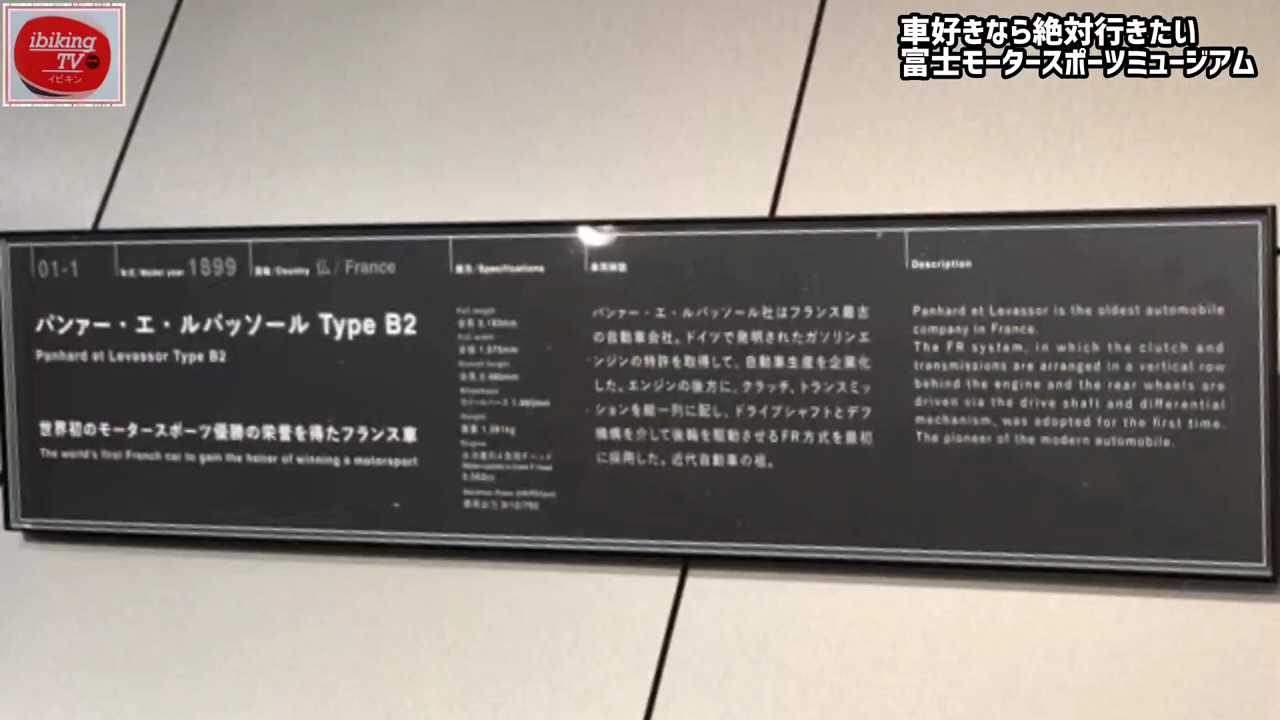 ibiking
TV
イビキン
車好きなら絶対行きたい
富士モータースポーツミュージアム
01-1
年式/Model year 1899
国籍/Country 仏/France
諸元/Specifications
車両解説
Description
パンァー・エ・ルバッソール Type B2
Panhard et Levassor Type B2
世界初のモータースポーツ優勝の栄誉を得たフランス車
The world's first French car to gain the honor of winning a motorsport
パンァー・エ・ルバッソール社はフランス最古
の自動車会社。ドイツで発明されたガソリンエ
ンジンの特許を取得して、自動車生産を企業化
した。エンジンの後方に、クラッチ、トランスミッ
ションを縦一列に配し、ドライブシャフトとデフ
機構を介して後輪を駆動させるFR方式を最初
に採用した。近代自動車の祖。
Panhard et Levassor is the oldest automobile
company in France.
The FR system, in which the clutch and
transmissions are arranged in a vertical row
behind the engine and the rear wheels are
driven via the drive shaft and differential
mechanism, was adopted for the first time.
The pioneer of the modern automobile.